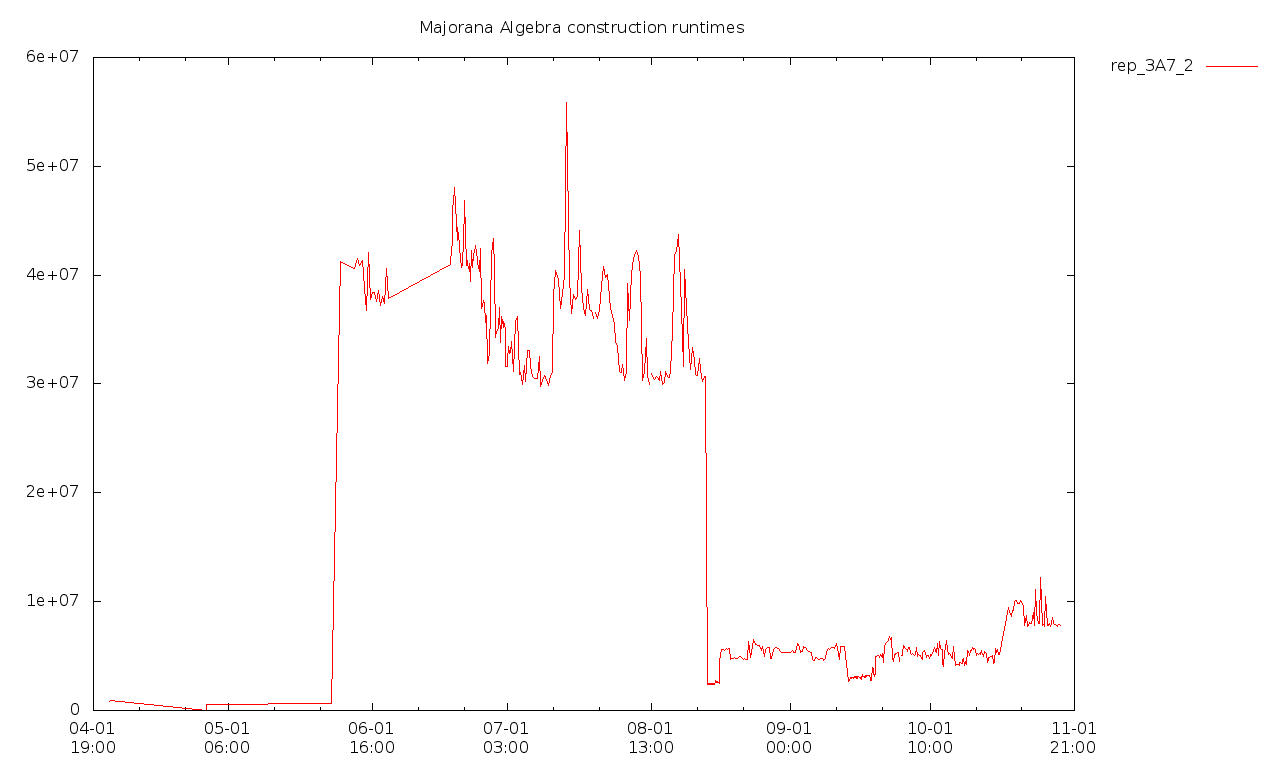 Majorana Algebra construction runtimes
rep_3A7_2
6e+07
5e+07
4e+07
3e+07
2e+07
1e+07
0
04-01 05-01 06-01 07-01 08-01 09-01 10-01 11-01
19:00 06:00 16:00 03:00 13:00 00:00 10:00 21:00